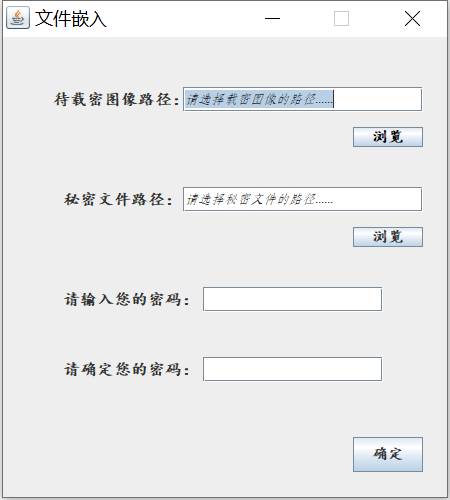 文件嵌入
待载密图像路径：请选择载密图像的路径......
浏览
秘密文件路径：请选择秘密文件的路径......
浏览
请输入您的密码：
请确定您的密码：
确定